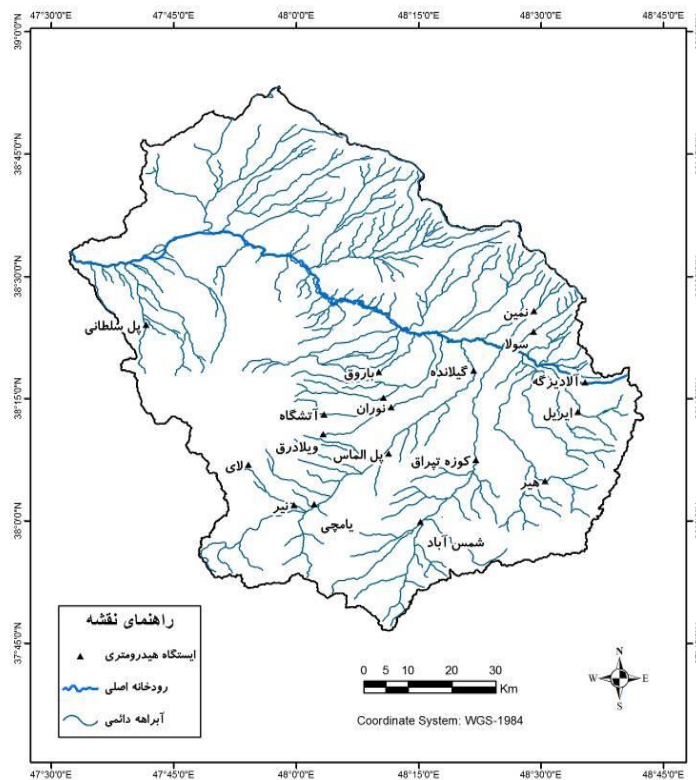 47°30'0"E 47°45'0"E 48°0'0"E 48°15'0"E 48°30'0"E 48°45'0"E
39°0'0"N
38°45'0"N
38°30'0"N
38°15'0"N
38°0'0"N
37°45'0"N
نمین
سولا
پل سلطانی
باروق
گیلانده
آلادیزگه
نوران
آتشگاه
ایریل
ویلادرق
پل الماس
کوزه تپراق
لای
هیر
نیر
یامچی
شمس آباد
راهنمای نقشه
ایستگاه هیدرومتری
رودخانه اصلی
آبراهه دائمی
0 5 10 20 30
Km
N
W E
S
Coordinate System: WGS-1984
47°30'0"E 47°45'0"E 48°0'0"E 48°15'0"E 48°30'0"E 48°45'0"E